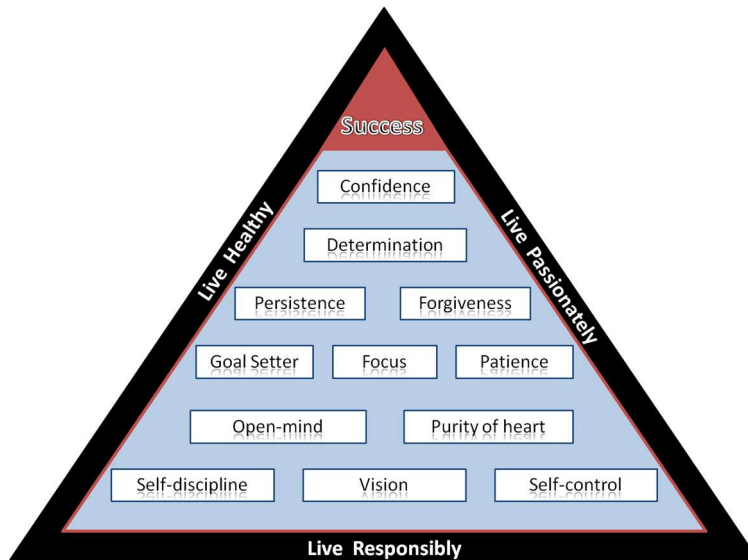 Success
Confidence
Determination
Live Healthy
Live Passionately
Persistence
Forgiveness
Goal Setter
Focus
Patience
Open-mind
Purity of heart
Self-discipline
Vision
Self-control
Live Responsibly